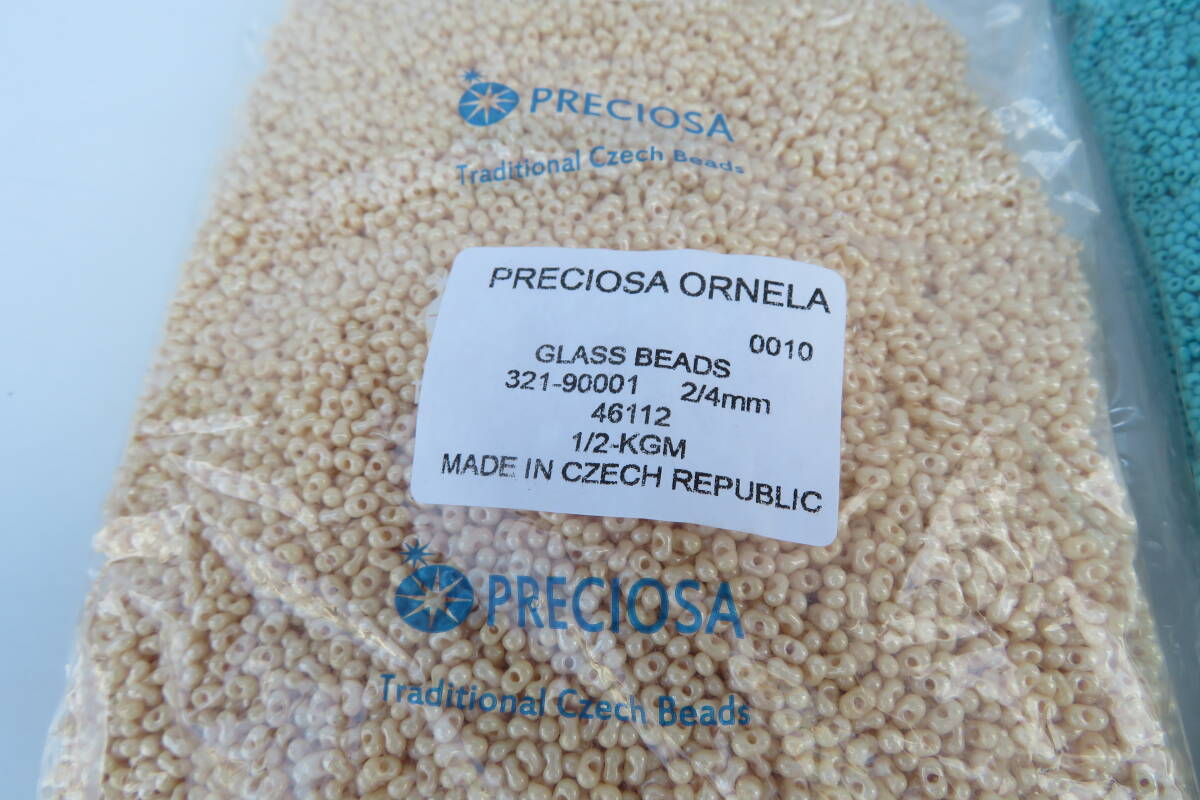 PRECIOSA
Traditional Czech Beads
PRECIOSA ORNELA
0010
GLASS BEADS
321-90001 2/4mm
46112
1/2-KGM
MADE IN CZECH REPUBLIC
PRECIOSA
Traditional Czech Beads